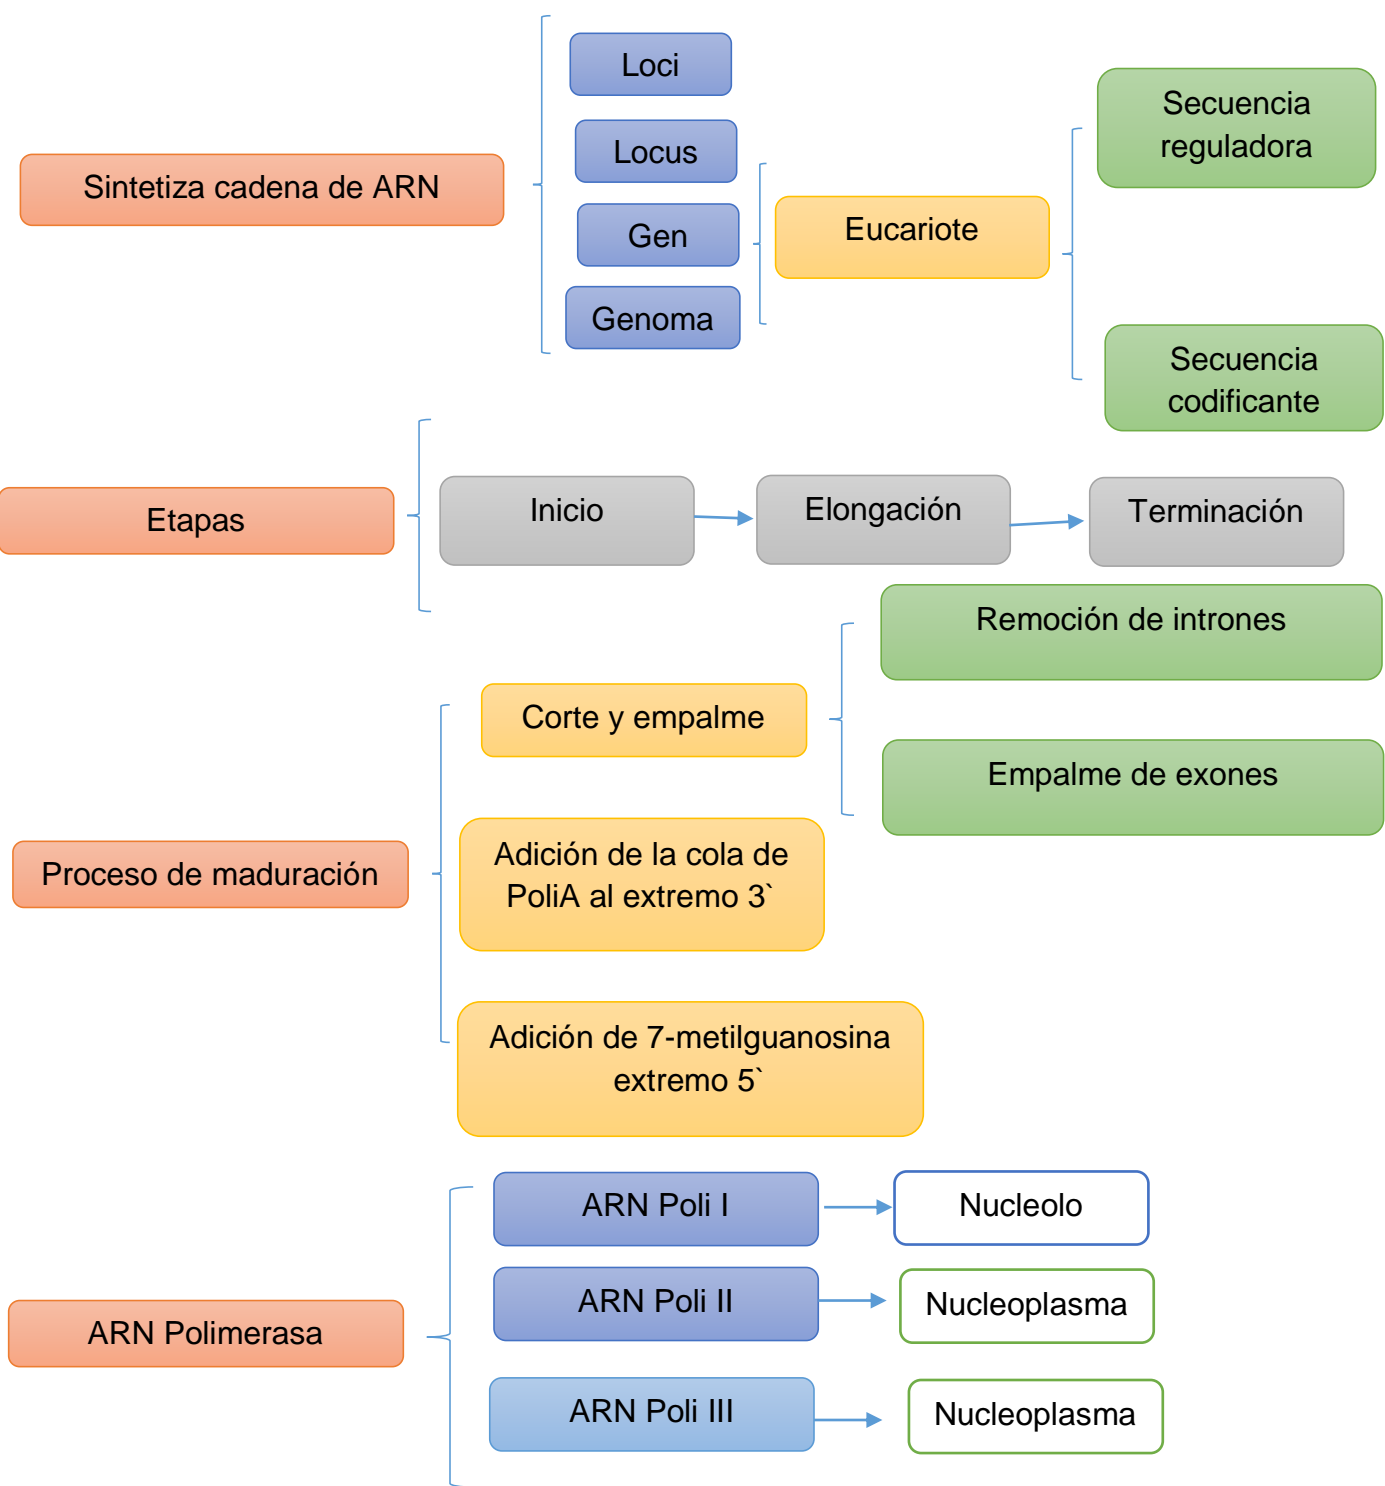 Sintetiza cadena de ARN
Loci
Locus
Gen
Genoma
Eucariote
Secuencia
reguladora
Secuencia
codificante
Etapas
Inicio
Elongación
Terminación
Proceso de maduración
Corte y empalme
Remoción de intrones
Empalme de exones
Adición de la cola de
PoliA al extremo 3`
Adición de 7-metilguanosina
extremo 5`
ARN Polimerasa
ARN Poli I
Nucleolo
ARN Poli II
Nucleoplasma
ARN Poli III
Nucleoplasma